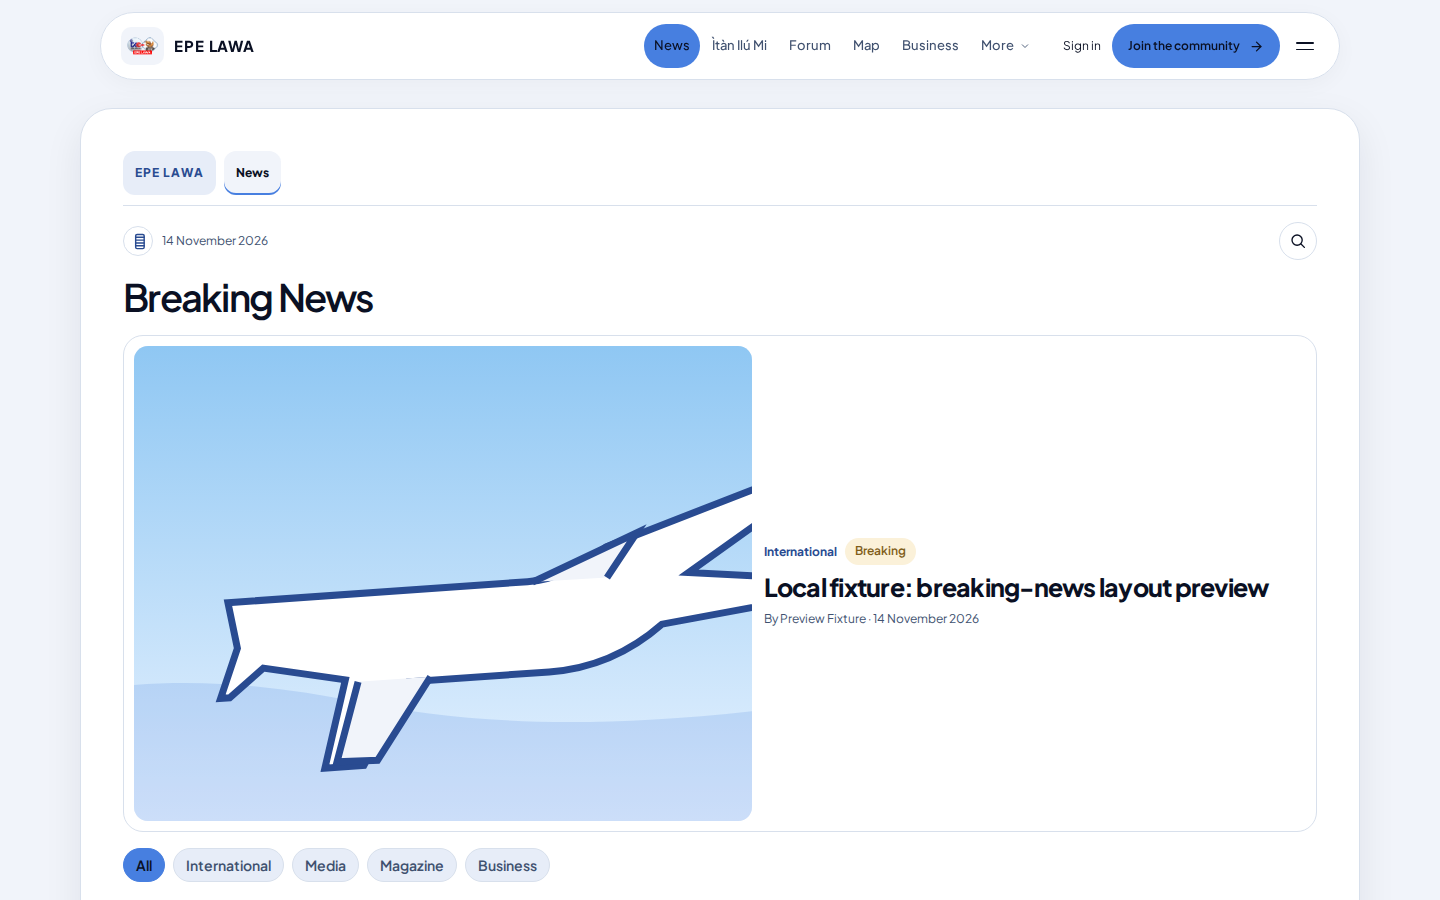 EPE LAWA
News
Ìtàn Ilú Mi
Forum
Map
Business
More
Sign in
Join the community
EPE LAWA
News
14 November 2026
Breaking News
International
Breaking
Local fixture: breaking-news layout preview
By Preview Fixture · 14 November 2026
All
International
Media
Magazine
Business